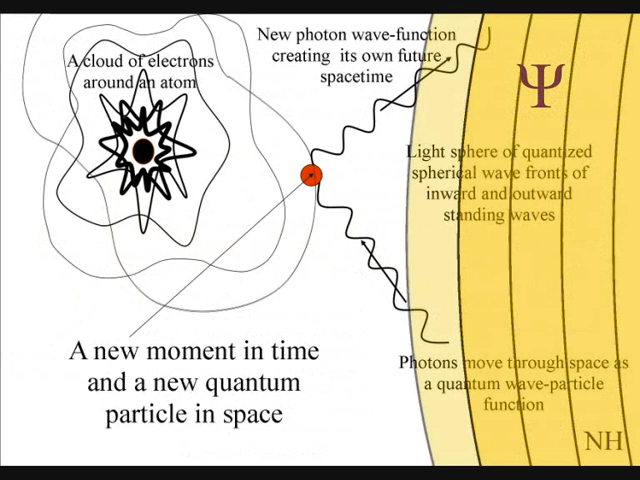 A cloud of electrons
around an atom
New photon wave-function
creating its own future
spacetime
Ψ
Light sphere of quantized
spherical wave fronts of
inward and outward
standing waves
A new moment in time
and a new quantum
particle in space
Photons move through space as
a quantum wave-particle
function
NH